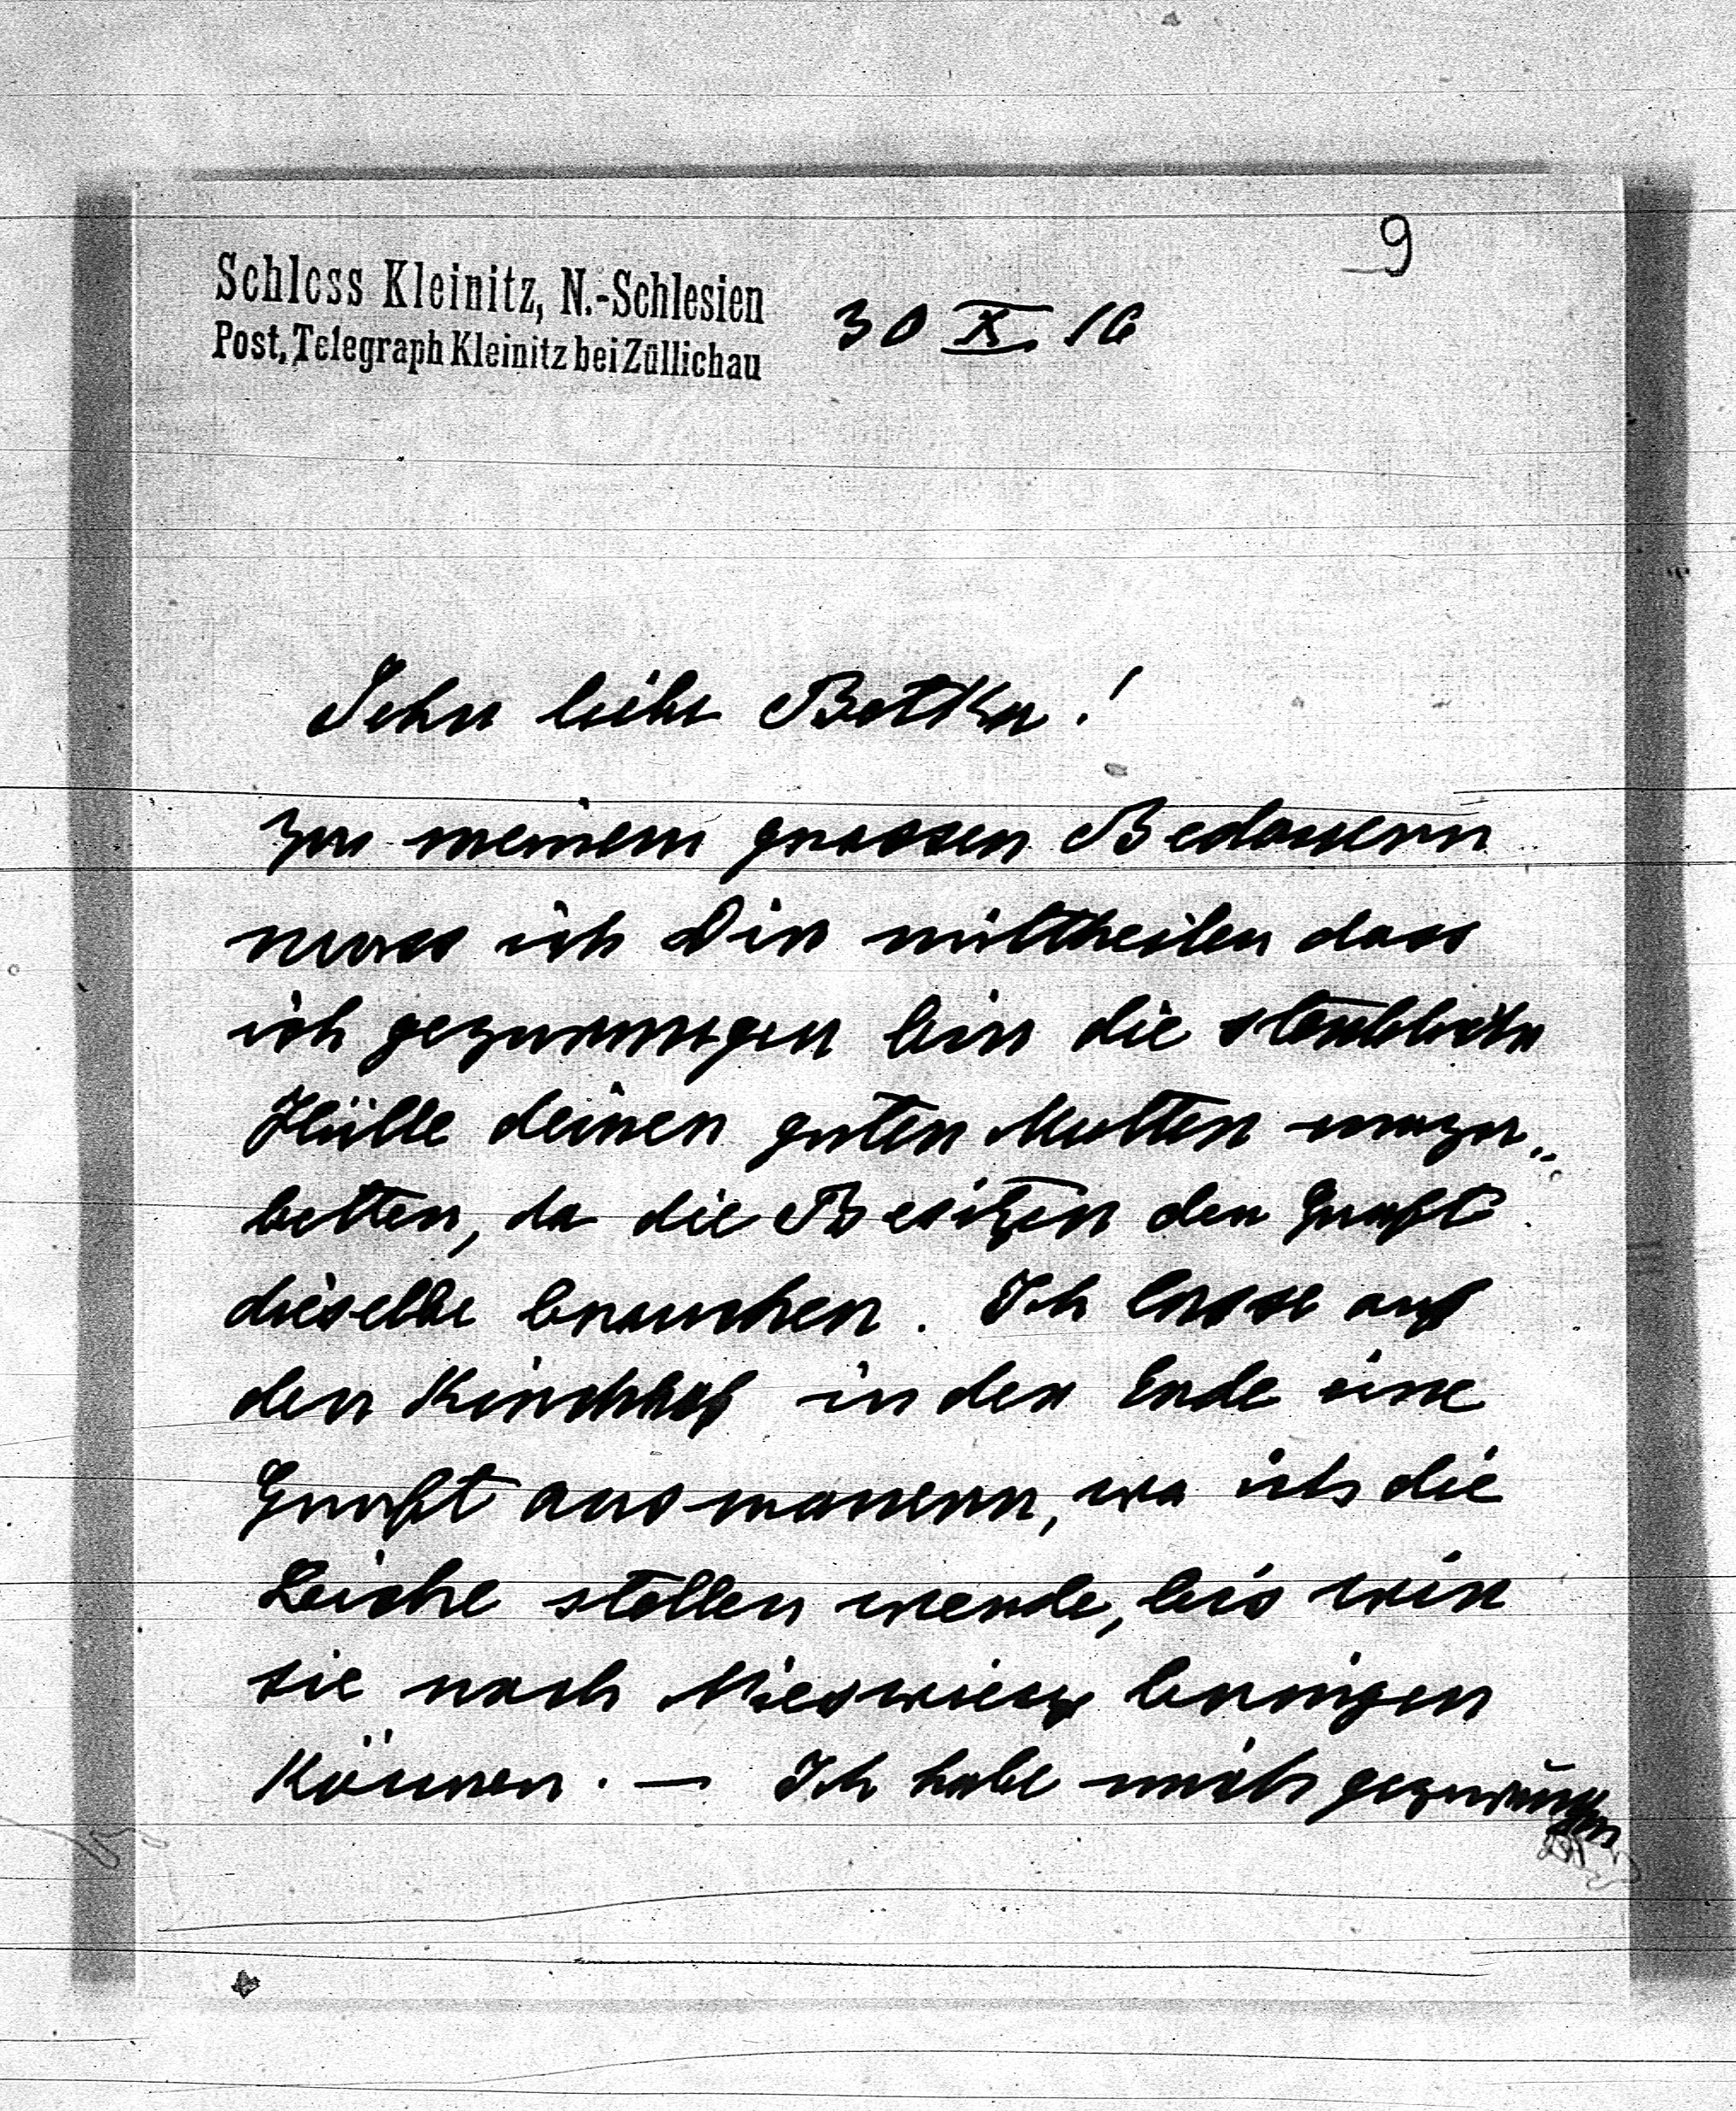 9
Schloss Kleinitz, N.-Schlesien
Post, Telegraph Kleinitz bei Züllichau
30 X 16
Sehr liebe Betka!
Zu meinem grossen Bedauern
muss ich Dir mittheilen dass
ich gezwungen bin die sterbliche
Hülle deiner guten Mutter umzu-
betten, da die Besitzer der Gruft
dieselbe brauchen. Ich lasse auf
den Kirchhof in der Erde eine
Gruft ausmauern, wo ich die
Leiche stellen werde, bis wir
sie nach Nieswiesz bringen
können. — Ich habe mich gezwungen